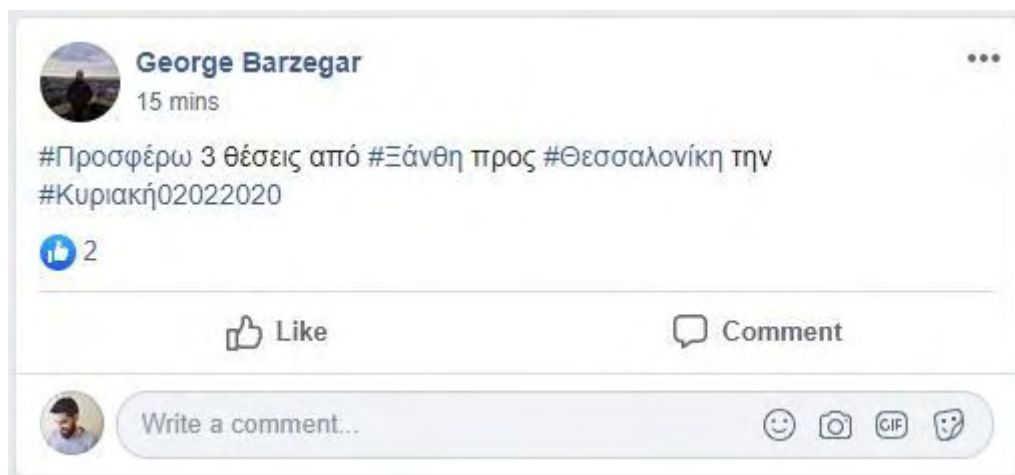 George Barzegar
15 mins
#Προσφέρω 3 θέσεις από #Ξάνθη προς #Θεσσαλονίκη την
#Κυριακή02022020
2
Like
Comment
Write a comment...
GIF